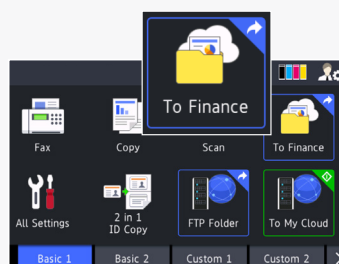 To Finance
Fax
Copy
Scan
To Finance
All Settings
2 in 1
ID Copy
FTP Folder
To My Cloud
Basic 1
Basic 2
Custom 1
Custom 2